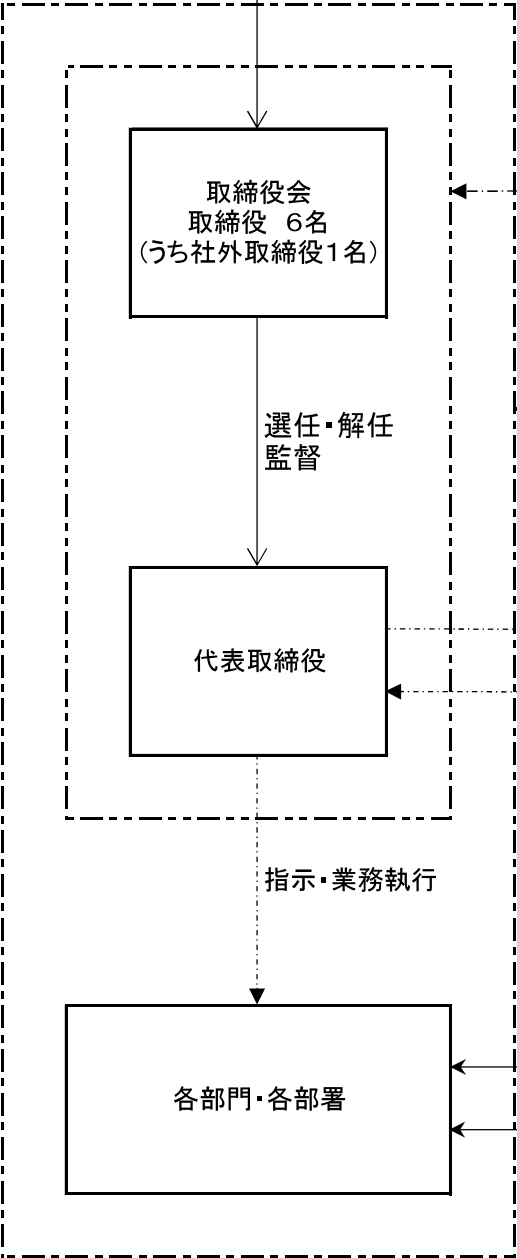 取締役会
取締役　６名
（うち社外取締役１名）
選任・解任
監督
代表取締役
指示・業務執行
各部門・各部署